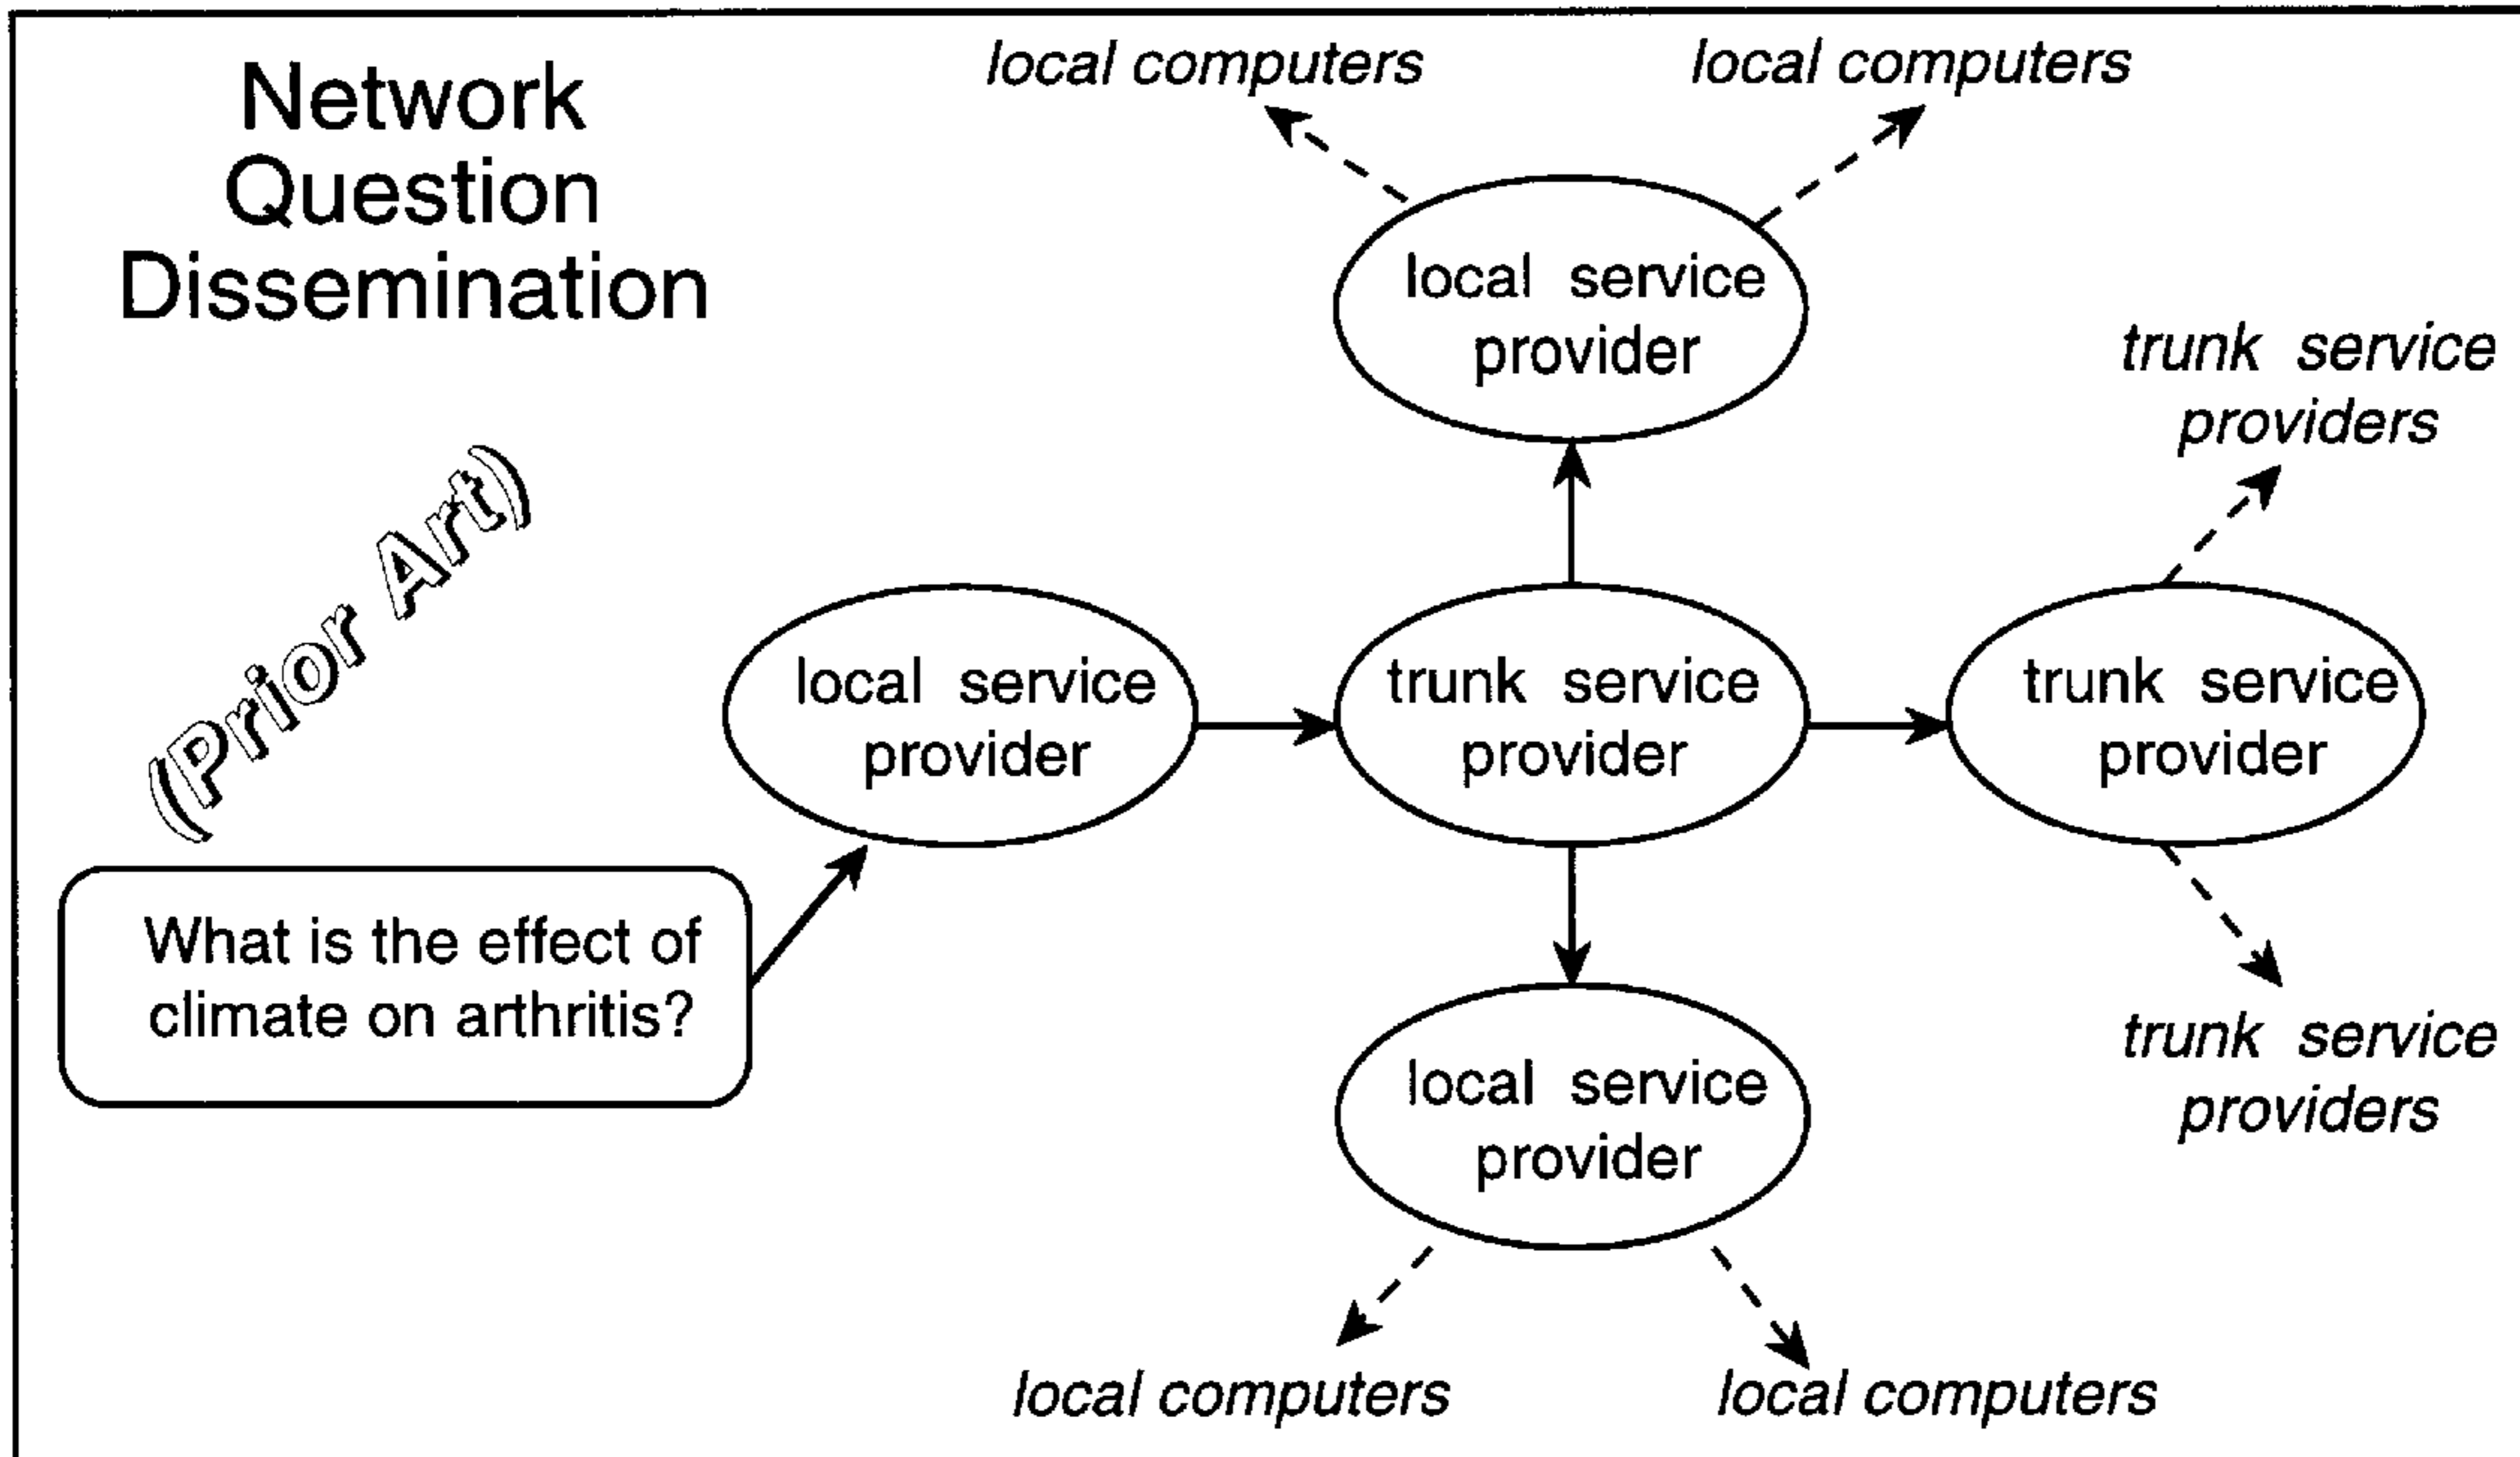 Network
Question
Dissemination
(Prior Art)
local computers
local computers
local service
provider
trunk service
providers
local service
provider
trunk service
provider
trunk service
provider
What is the effect of
climate on arthritis?
local service
provider
trunk service
providers
local computers
local computers